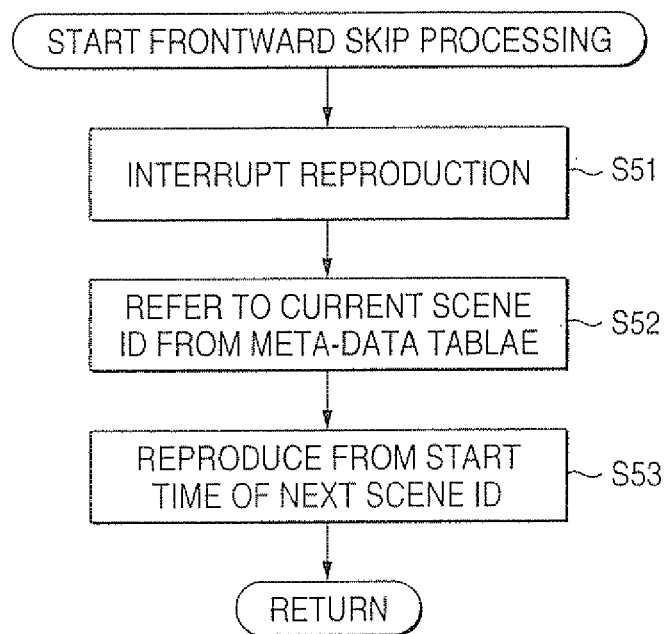 START FRONTWARD SKIP PROCESSING
INTERRUPT REPRODUCTION
S51
REFER TO CURRENT SCENE
ID FROM META-DATA TABLAE
S52
REPRODUCE FROM START
TIME OF NEXT SCENE ID
S53
RETURN